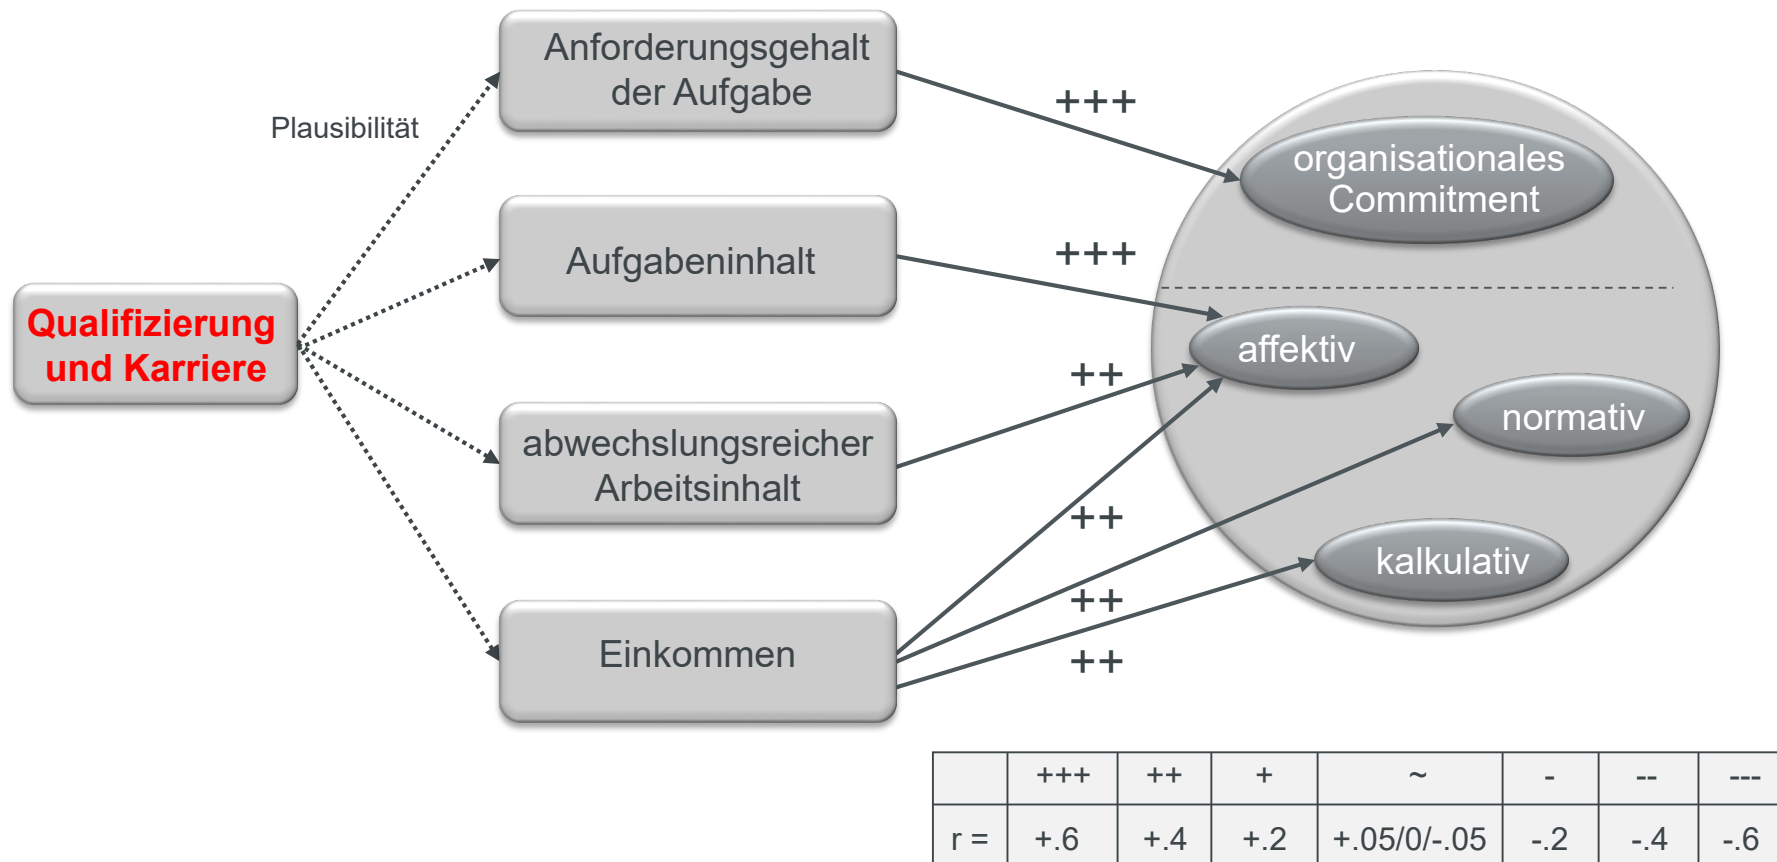 Anforderungsgehalt
der Aufgabe
Plausibilität
+++
organisationales
Commitment
Aufgabeninhalt
+++
Qualifizierung
und Karriere
affektiv
++
normativ
abwechslungsreicher
Arbeitsinhalt
++
kalkulativ
++
Einkommen
++
+++ ++ + ~ - -- ---
r = +.6 +.4 +.2 +.05/0/-.05 -.2 -.4 -.6